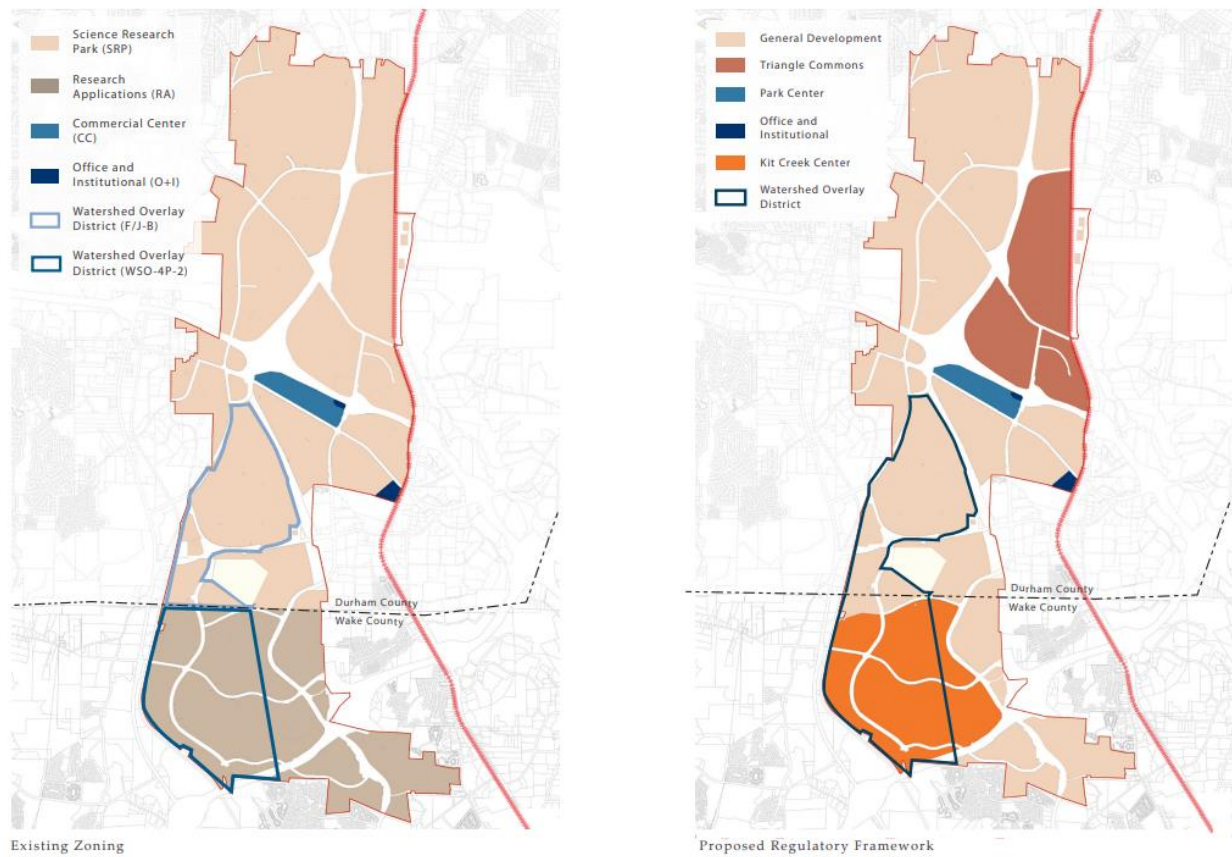 Science Research
Park (SRP)
Research
Applications (RA)
Commercial Center
(CC)
Office and
Institutional (O+I)
Watershed Overlay
District (F/J-B)
Watershed Overlay
District (WSO-4P-2)
Durham County
Wake County
Existing Zoning
General Development
Triangle Commons
Park Center
Office and
Institutional
Kit Creek Center
Watershed Overlay
District
Durham County
Wake County
Proposed Regulatory Framework